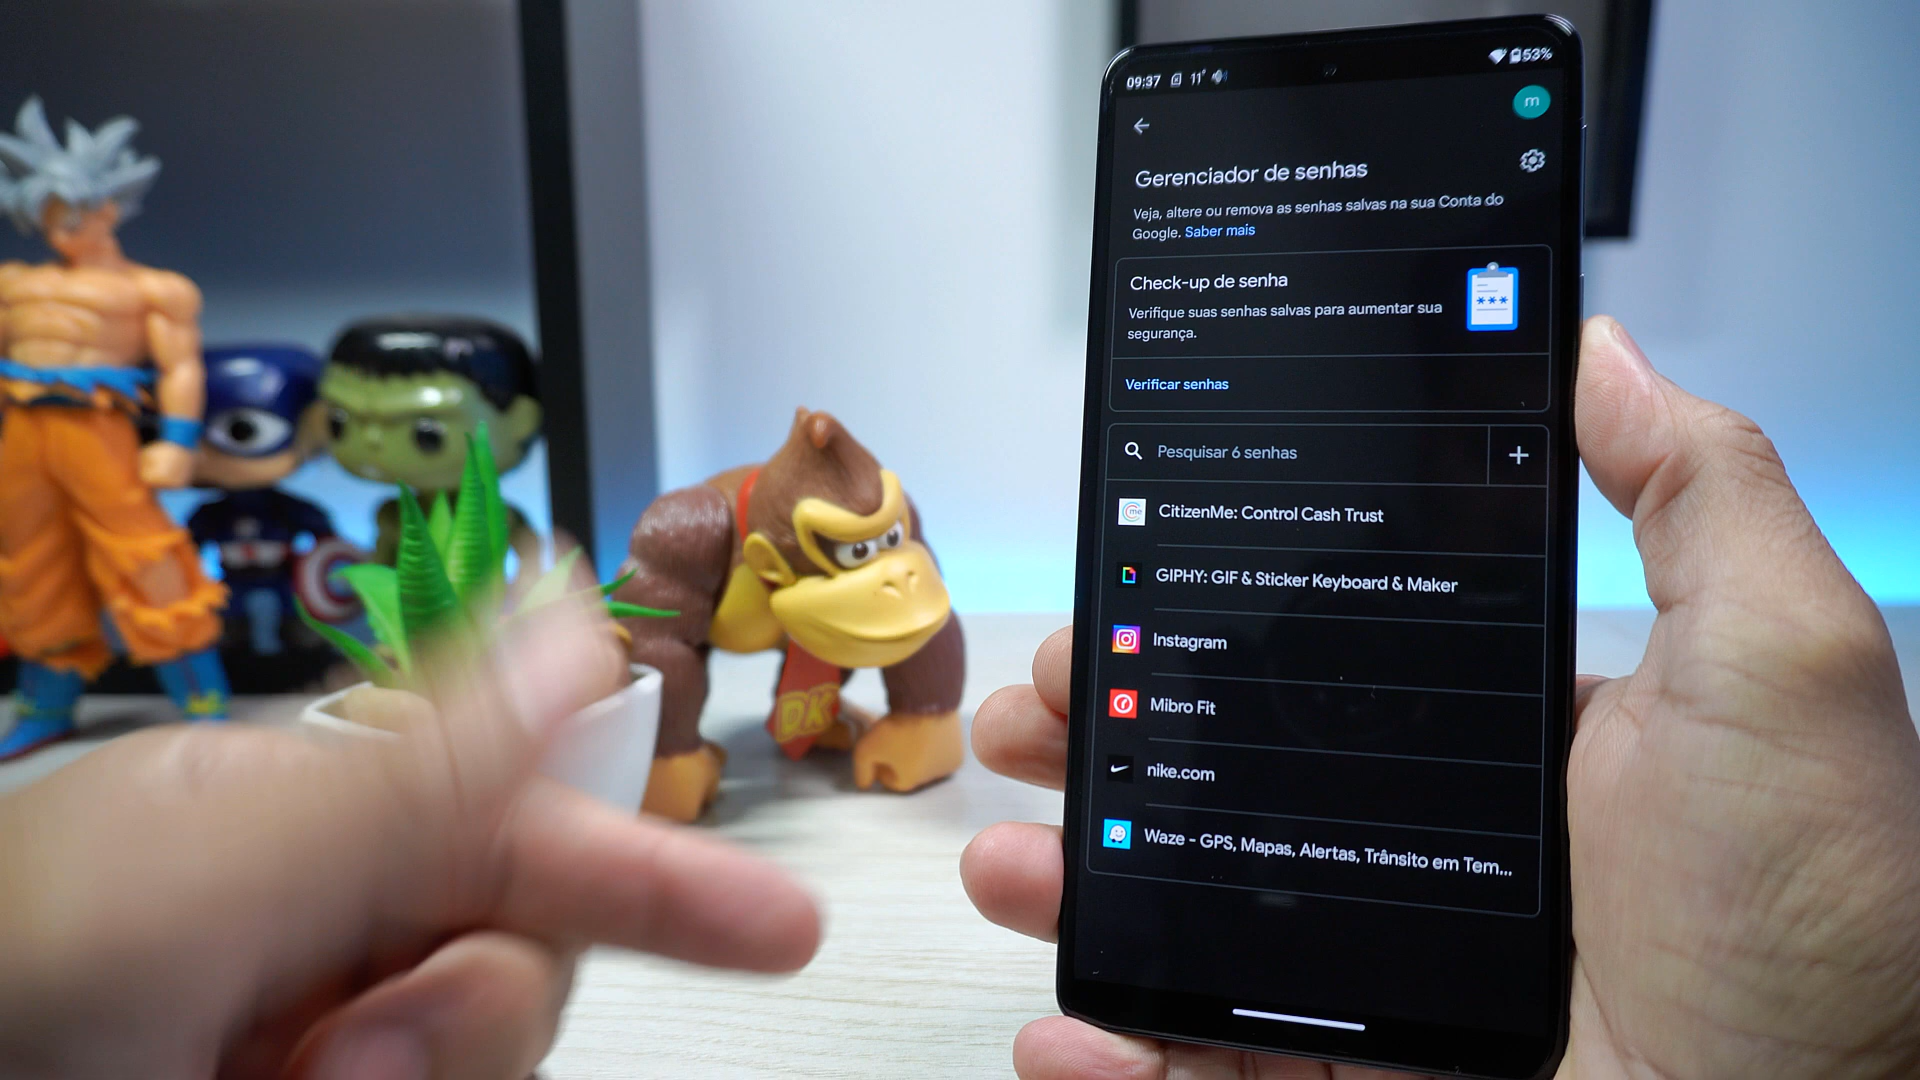 09:37 11° 53%
m
Gerenciador de senhas
Veja, altere ou remova as senhas salvas na sua Conta do
Google. Saber mais
Check-up de senha
Verifique suas senhas salvas para aumentar sua
segurança.
***
Verificar senhas
Pesquisar 6 senhas
+
me
CitizenMe: Control Cash Trust
GIPHY: GIF & Sticker Keyboard & Maker
Instagram
Mibro Fit
nike.com
Waze - GPS, Mapas, Alertas, Trânsito em Tem...
DK